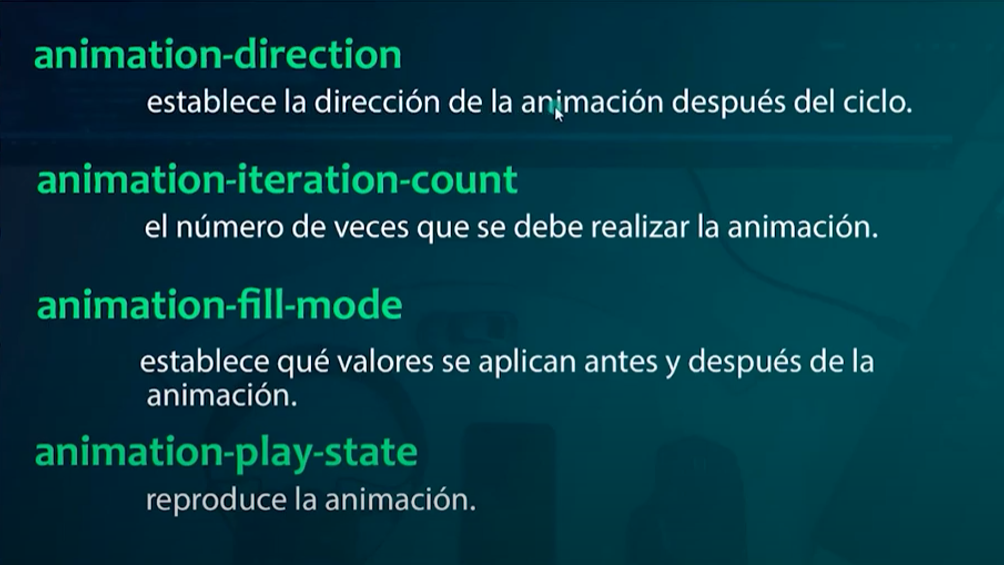 animation-direction
establece la dirección de la animación después del ciclo.
animation-iteration-count
el número de veces que se debe realizar la animación.
animation-fill-mode
establece qué valores se aplican antes y después de la
animación.
animation-play-state
reproduce la animación.